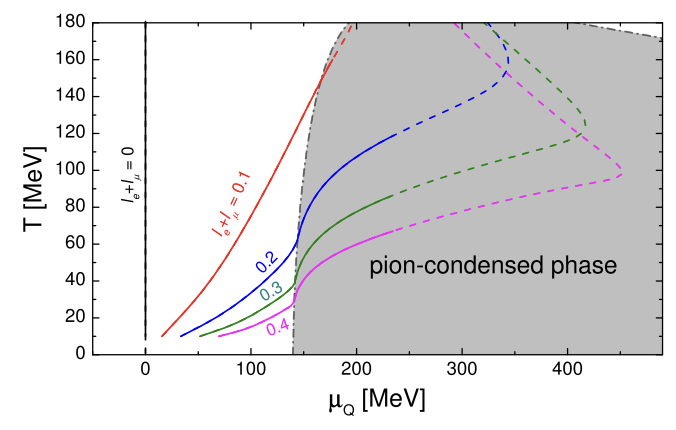 180
160
140
120
100
80
60
40
20
0
T [MeV]
l_e+l_μ = 0
l_e+l_μ = 0.1
0.2
0.3
0.4
pion-condensed phase
0 100 200 300 400
μ_Q [MeV]